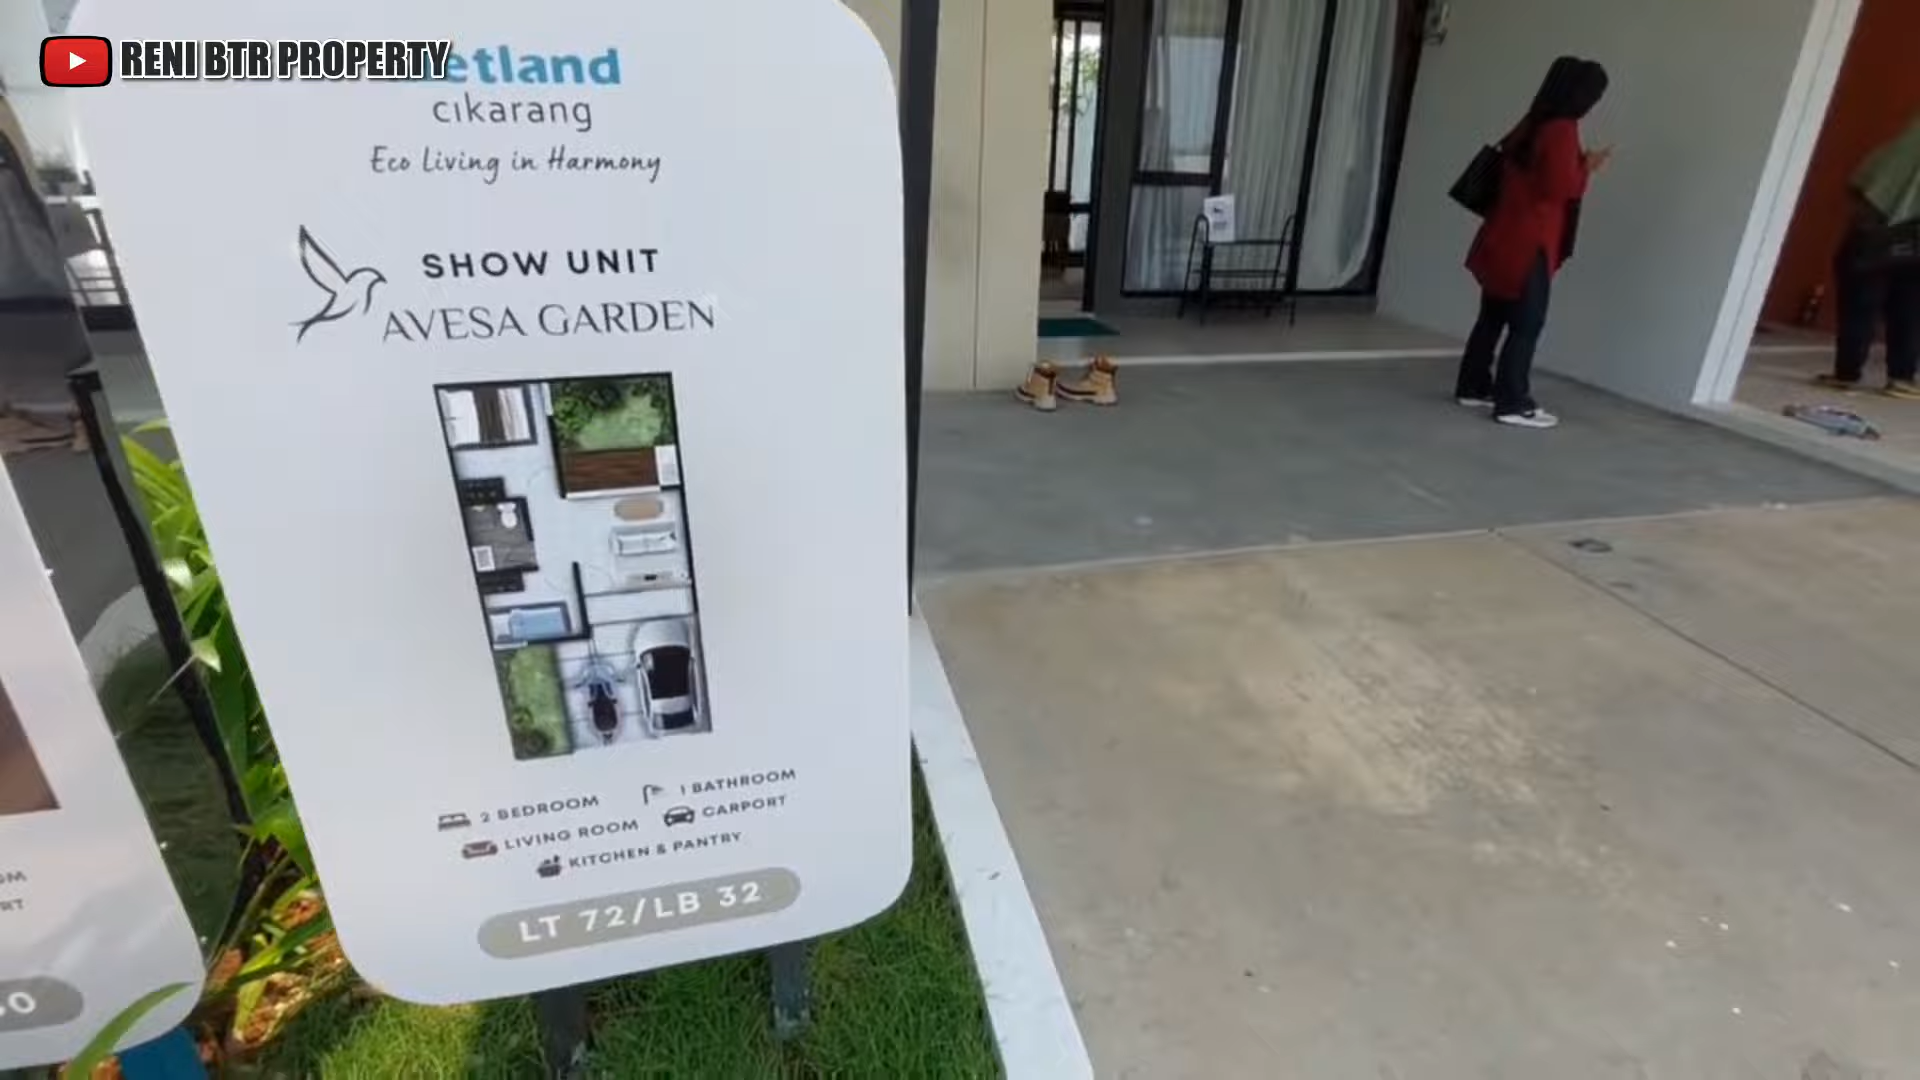 RENI BTR PROPERTY
etland
cikarang
Eco Living in Harmony
SHOW UNIT
AVESA GARDEN
2 BEDROOM
1 BATHROOM
LIVING ROOM
CARPORT
KITCHEN & PANTRY
LT 72/LB 32